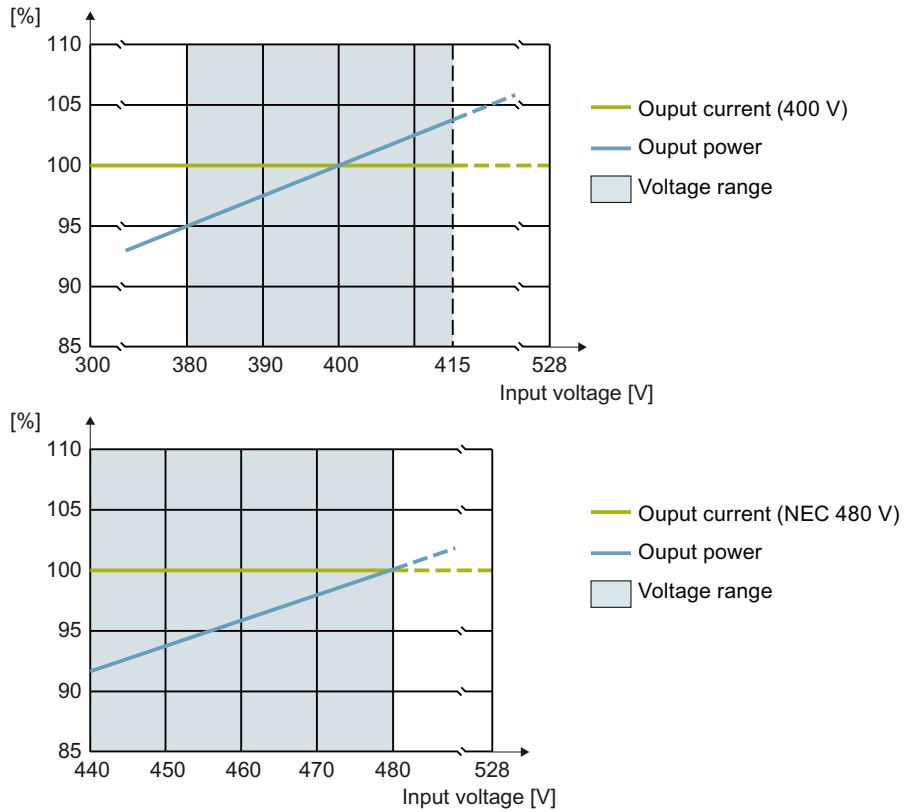 [%]
110
105
100
95
90
85
300 380 390 400 415 528
Input voltage [V]
Ouput current (400 V)
Ouput power
Voltage range
[%]
110
105
100
95
90
85
440 450 460 470 480 528
Input voltage [V]
Ouput current (NEC 480 V)
Ouput power
Voltage range